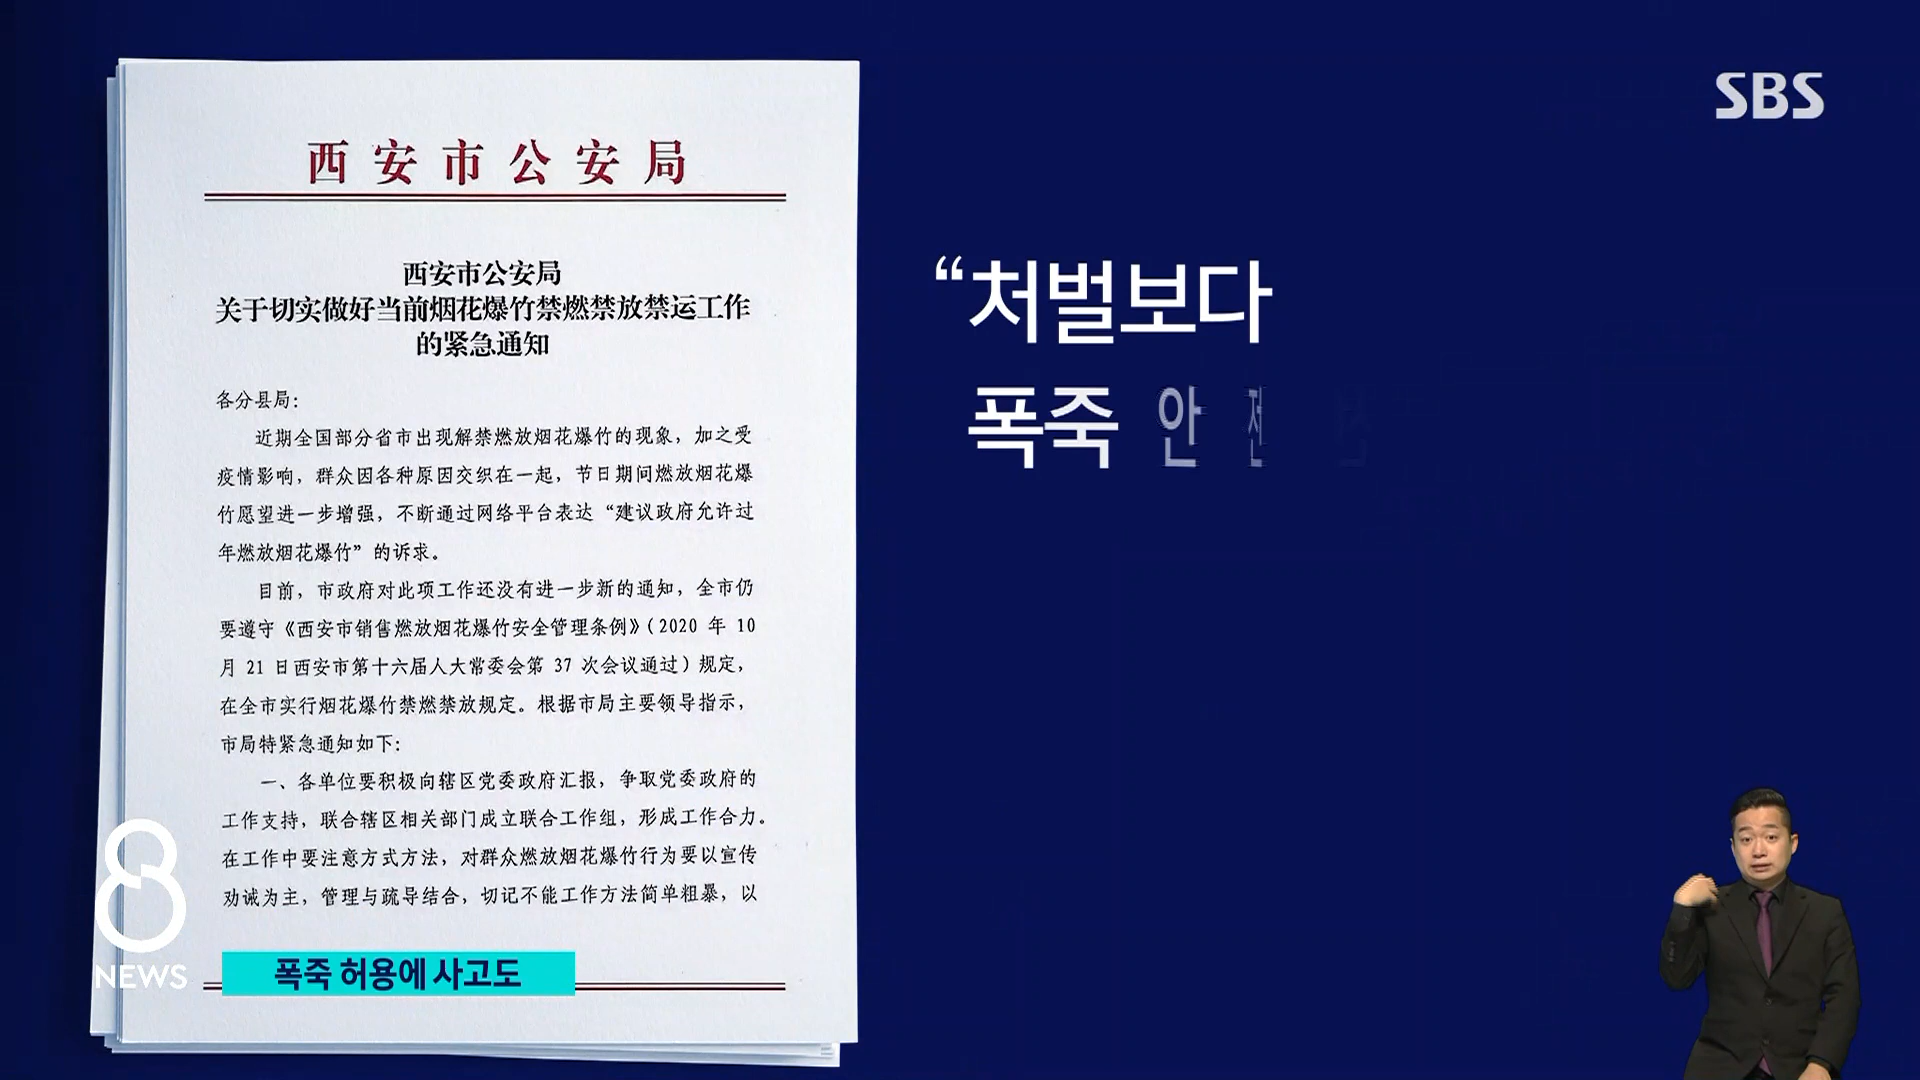 SBS
西安市公安局
西安市公安局
关于切实做好当前烟花爆竹禁燃禁放禁运工作
的紧急通知
各分县局：
近期全国部分省市出现解禁燃放烟花爆竹的现象，加之受
疫情影响，群众因各种原因交织在一起，节日期间燃放烟花爆
竹愿望进一步增强，不断通过网络平台表达“建议政府允许过
年燃放烟花爆竹”的诉求。
目前，市政府对此项工作还没有进一步新的通知，全市仍
要遵守《西安市销售燃放烟花爆竹安全管理条例》（2020 年 10
月 21 日西安市第十六届人大常委会第 37 次会议通过）规定，
在全市实行烟花爆竹禁燃禁放规定。根据市局主要领导指示，
市局特紧急通知如下：
一、各单位要积极向辖区党委政府汇报，争取党委政府的
工作支持，联合辖区相关部门成立联合工作组，形成工作合力。
在工作中要注意方式方法，对群众燃放烟花爆竹行为要以宣传
劝诫为主，管理与疏导结合，切记不能工作方法简单粗暴，以
“처벌보다
폭죽 안 전
8 NEWS
폭죽 허용에 사고도